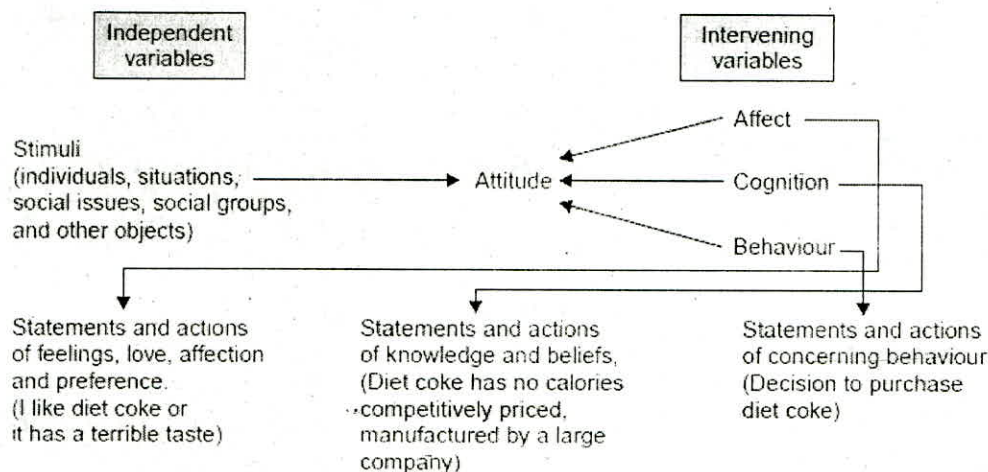 Independent
variables
Intervening
variables
Affect
Stimuli
(individuals, situations,
social issues, social groups,
and other objects)
Attitude
Cognition
Behaviour
Statements and actions
of feelings, love, affection
and preference.
(I like diet coke or
it has a terrible taste)
Statements and actions
of knowledge and beliefs,
(Diet coke has no calories
competitively priced,
manufactured by a large
company)
Statements and actions
of concerning behaviour
(Decision to purchase
diet coke)